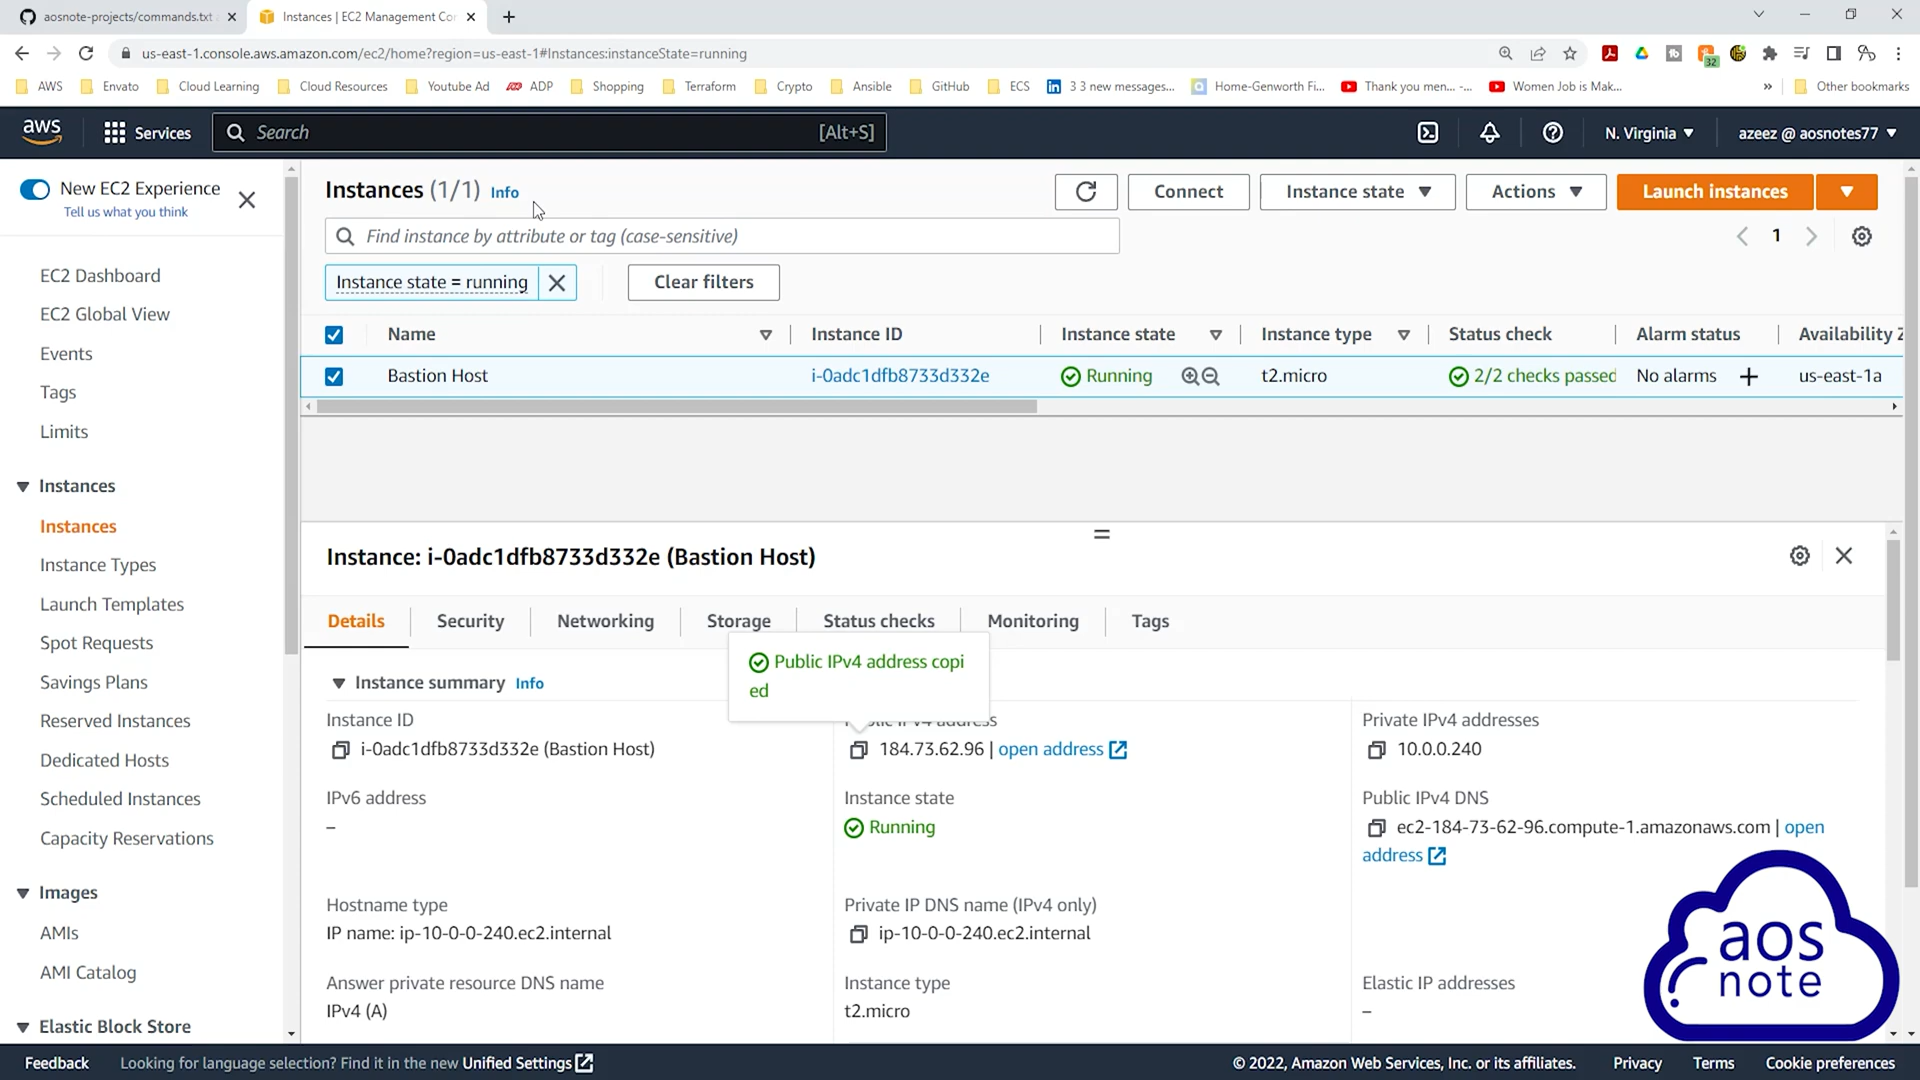 aosnote-projects/commands.txt
Instances | EC2 Management Con
us-east-1.console.aws.amazon.com/ec2/home?region=us-east-1#Instances:instanceState=running
32
AWS Envato Cloud Learning Cloud Resources Youtube Ad ADP Shopping Terraform Crypto Ansible GitHub ECS 3 3 new messages... Home-Genworth Fi... Thank you men... -... Women Job is Mak... » Other bookmarks
aws Services Search [Alt+S] N. Virginia azeez @ aosnotes77
New EC2 Experience
Tell us what you think
EC2 Dashboard
EC2 Global View
Events
Tags
Limits
Instances
Instances
Instance Types
Launch Templates
Spot Requests
Savings Plans
Reserved Instances
Dedicated Hosts
Scheduled Instances
Capacity Reservations
Images
AMIs
AMI Catalog
Elastic Block Store
Instances (1/1) Info
Connect Instance state Actions Launch instances
Find instance by attribute or tag (case-sensitive)
1
Instance state = running
Clear filters
Name Instance ID Instance state Instance type Status check Alarm status Availability Z
Bastion Host i-0adc1dfb8733d332e Running t2.micro 2/2 checks passed No alarms + us-east-1a
Instance: i-0adc1dfb8733d332e (Bastion Host)
Details Security Networking Storage Status checks Monitoring Tags
Public IPv4 address copi
ed
Instance summary Info
Instance ID
i-0adc1dfb8733d332e (Bastion Host)
Public IPv4 address
184.73.62.96 | open address
Private IPv4 addresses
10.0.0.240
IPv6 address
–
Instance state
Running
Public IPv4 DNS
ec2-184-73-62-96.compute-1.amazonaws.com | open
address
Hostname type
IP name: ip-10-0-0-240.ec2.internal
Private IP DNS name (IPv4 only)
ip-10-0-0-240.ec2.internal
Answer private resource DNS name
IPv4 (A)
Instance type
t2.micro
Elastic IP addresses
–
aos
note
Feedback Looking for language selection? Find it in the new Unified Settings © 2022, Amazon Web Services, Inc. or its affiliates. Privacy Terms Cookie preferences